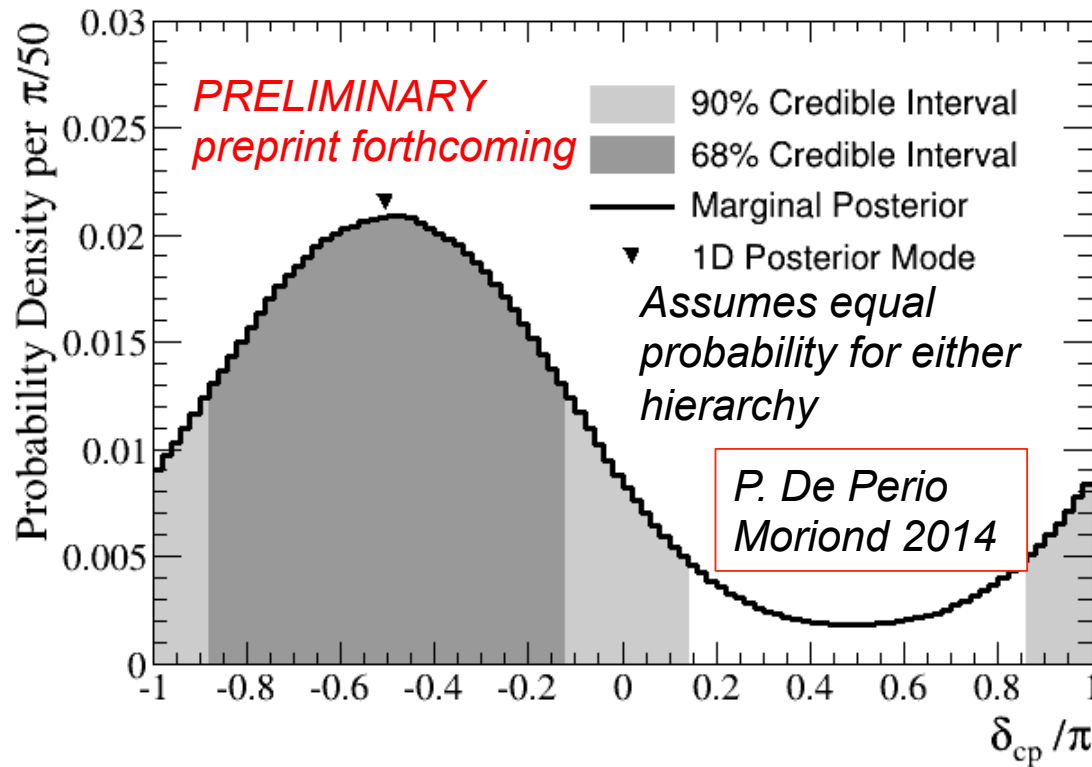 Probability Density per π/50
0.03
0.025
0.02
0.015
0.01
0.005
0
PRELIMINARY
preprint forthcoming
90% Credible Interval
68% Credible Interval
Marginal Posterior
1D Posterior Mode
Assumes equal
probability for either
hierarchy
P. De Perio
Moriond 2014
-1 -0.8 -0.6 -0.4 -0.2 0 0.2 0.4 0.6 0.8 1
δcp /π